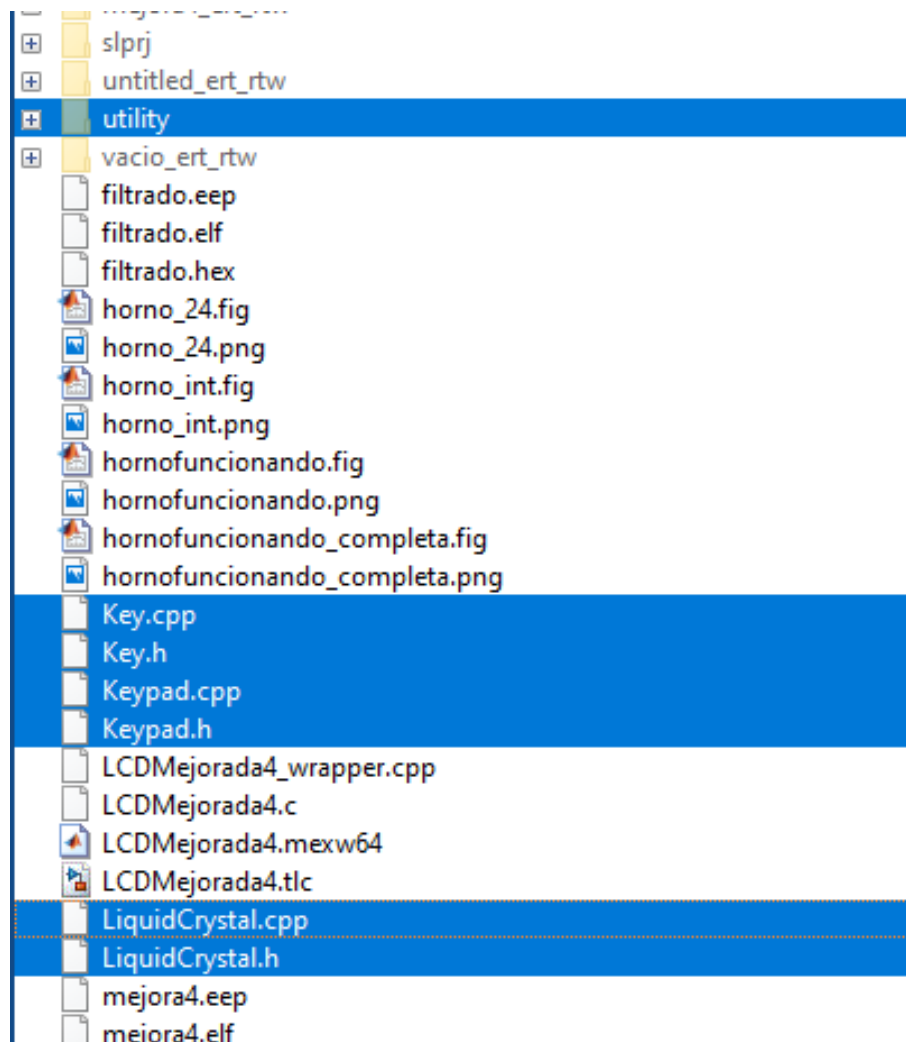 slprj
untitled_ert_rtw
utility
vacio_ert_rtw
filtrado.eep
filtrado.elf
filtrado.hex
horno_24.fig
horno_24.png
horno_int.fig
horno_int.png
hornofuncionando.fig
hornofuncionando.png
hornofuncionando_completa.fig
hornofuncionando_completa.png
Key.cpp
Key.h
Keypad.cpp
Keypad.h
LCDMejorada4_wrapper.cpp
LCDMejorada4.c
LCDMejorada4.mexw64
LCDMejorada4.tlc
LiquidCrystal.cpp
LiquidCrystal.h
mejora4.eep
mejora4.elf